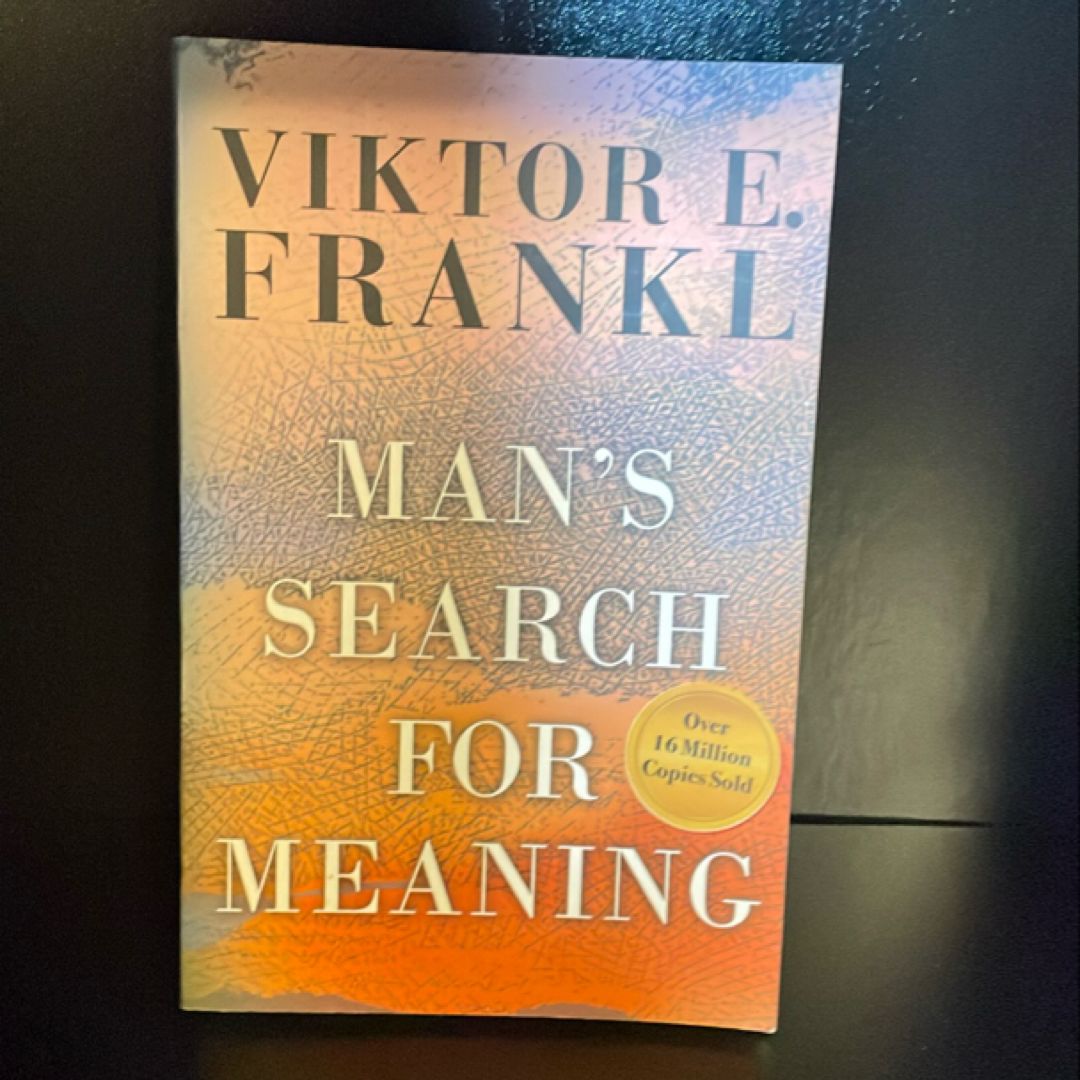 VIKTOR E.
FRANKL
MAN'S
SEARCH
FOR
MEANING
Over
16 Million
Copies Sold